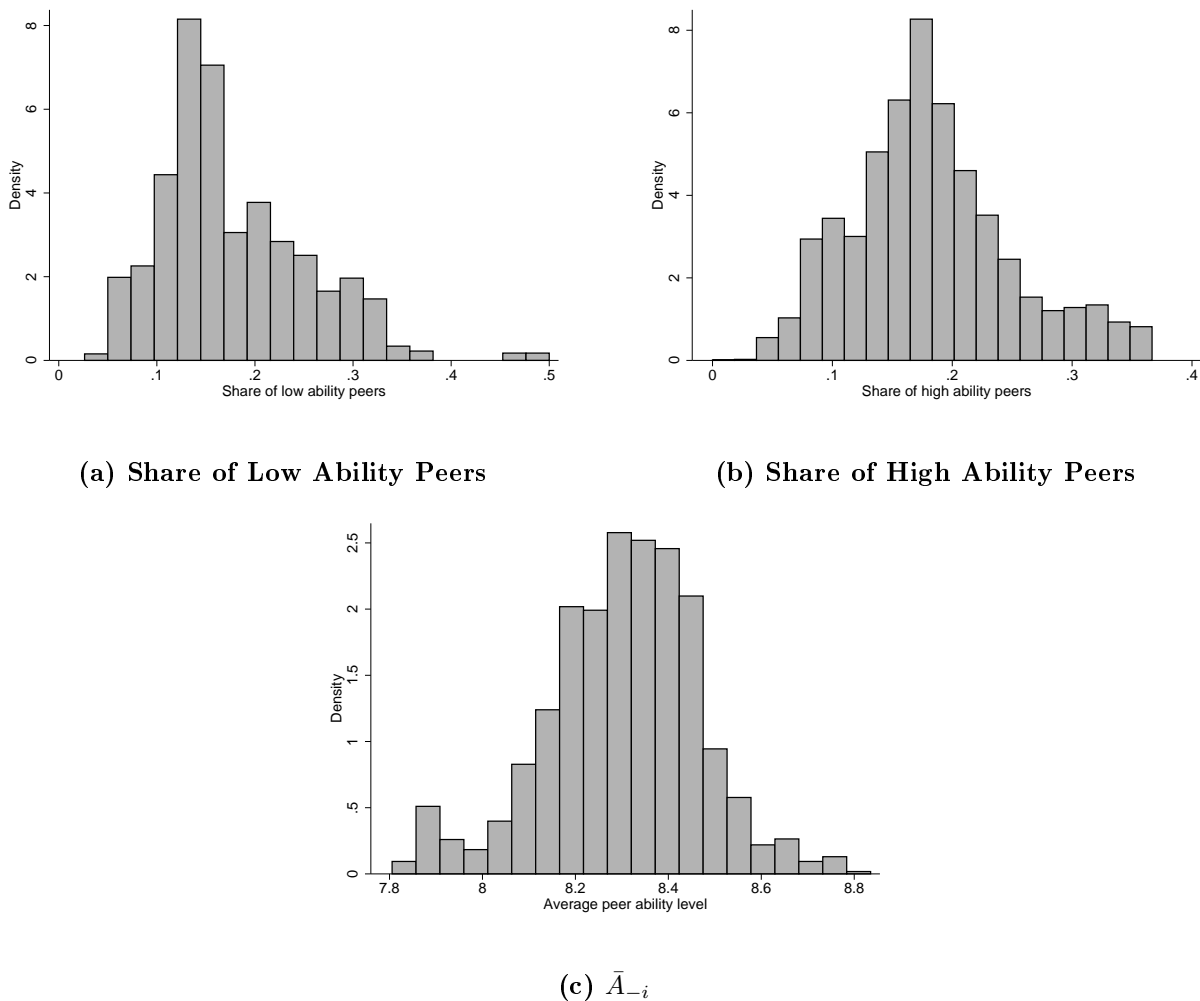 Density
0 2 4 6 8
0 .1 .2 .3 .4 .5
Share of low ability peers
(a) Share of Low Ability Peers
Density
0 2 4 6 8
0 .1 .2 .3 .4
Share of high ability peers
(b) Share of High Ability Peers
Density
0 .5 1 1.5 2 2.5
7.8 8 8.2 8.4 8.6 8.8
Average peer ability level
(c) Ā₋ᵢ